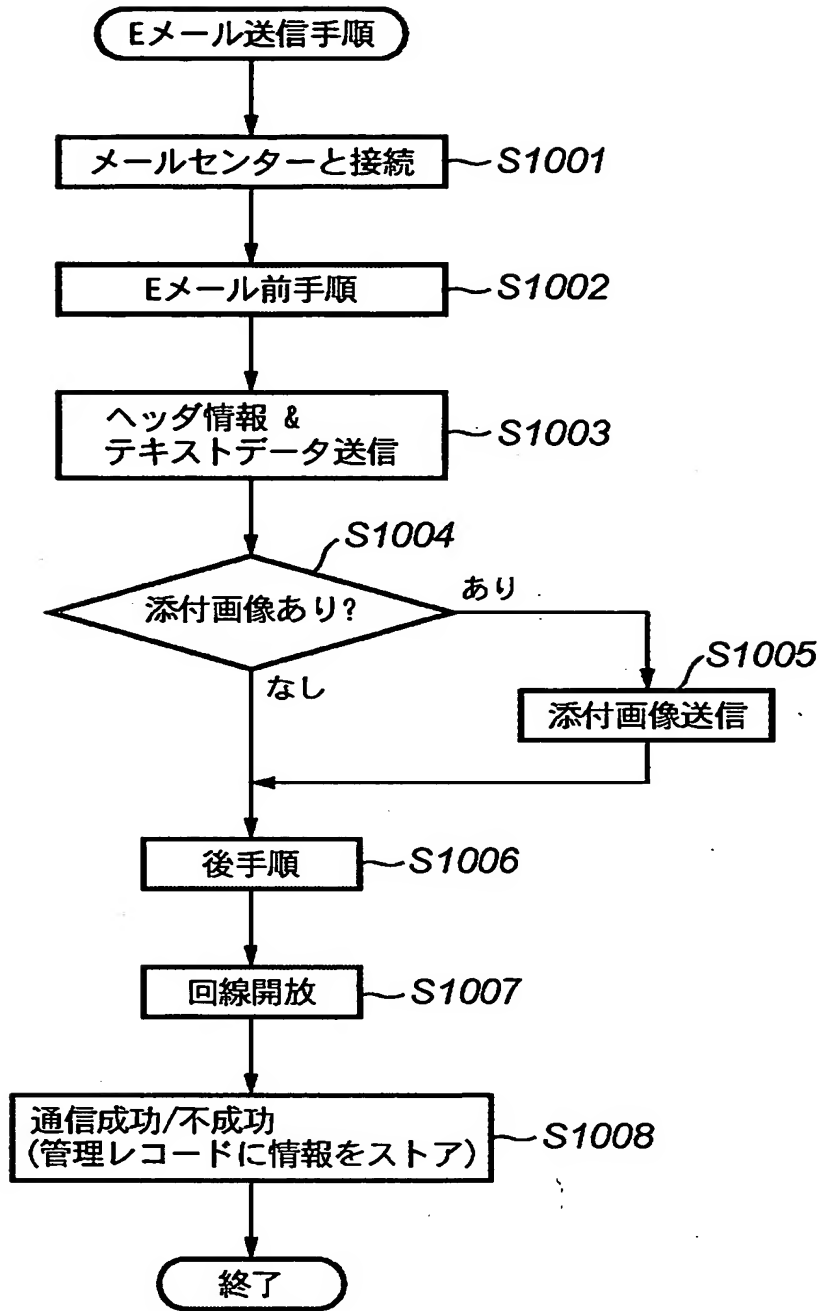 Eメール送信手順
メールセンターと接続
S1001
Eメール前手順
S1002
ヘッダ情報 &
テキストデータ送信
S1003
S1004
添付画像あり?
あり
なし
S1005
添付画像送信
後手順
S1006
回線開放
S1007
通信成功/不成功
(管理レコードに情報をストア)
S1008
終了